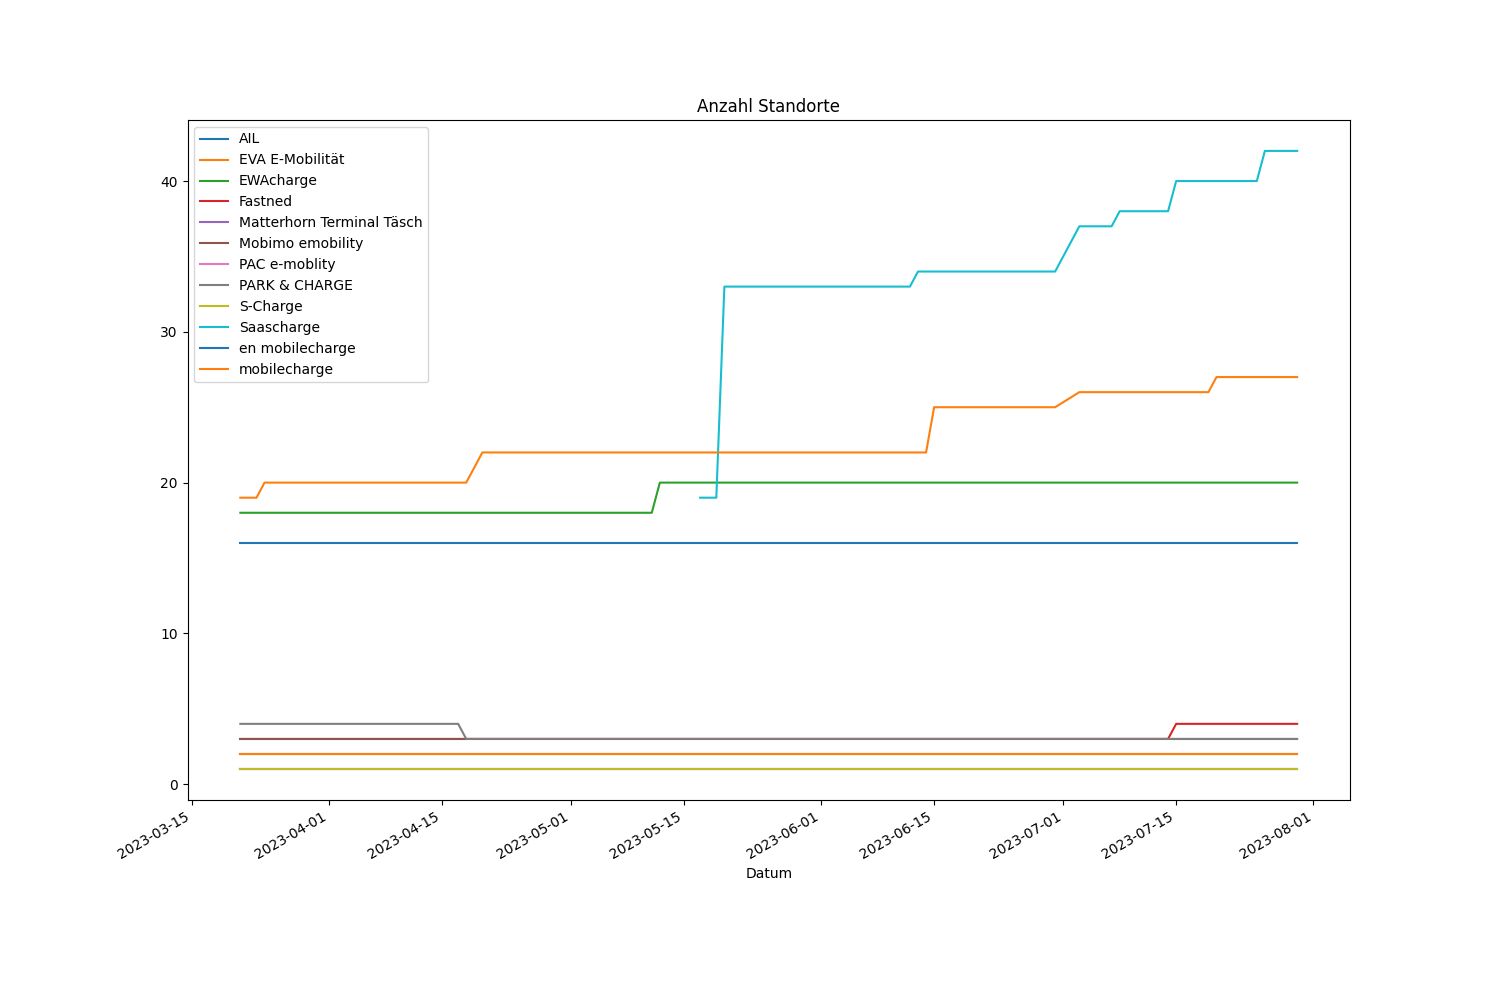 Anzahl Standorte
AIL
EVA E-Mobilität
EWAcharge
Fastned
Matterhorn Terminal Täsch
Mobimo emobility
PAC e-moblity
PARK & CHARGE
S-Charge
Saascharge
en mobilecharge
mobilecharge
40
30
20
10
0
2023-03-15
2023-04-01
2023-04-15
2023-05-01
2023-05-15
2023-06-01
2023-06-15
2023-07-01
2023-07-15
2023-08-01
Datum